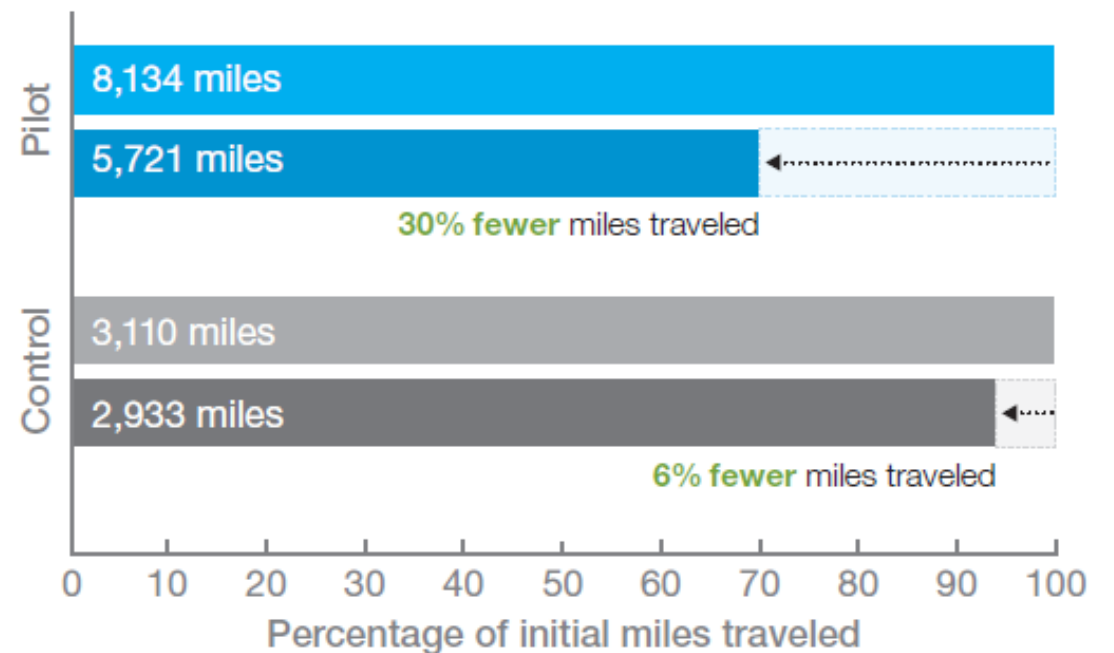 Pilot
8,134 miles
5,721 miles
30% fewer miles traveled
Control
3,110 miles
2,933 miles
6% fewer miles traveled
0 10 20 30 40 50 60 70 80 90 100
Percentage of initial miles traveled